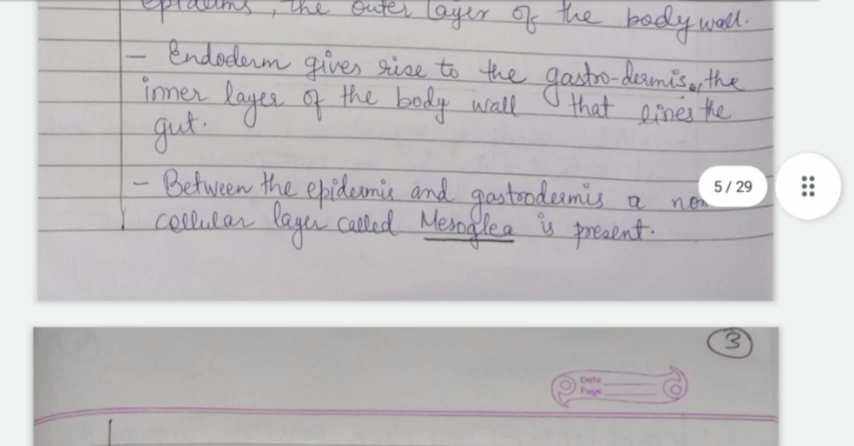 epidermis, the outer layer of the body wall.
- Endoderm gives rise to the gastro-dermis, the
inner layer of the body wall that lines the
gut.
- Between the epidermis and gastrodermis a non
5 / 29
cellular layer called Mesoglea is present.
3
Date
Page